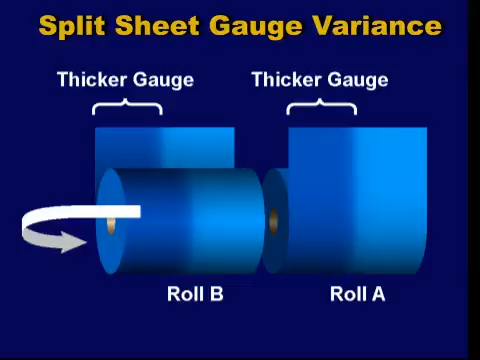 Split Sheet Gauge Variance
Thicker Gauge Thicker Gauge
Roll B Roll A